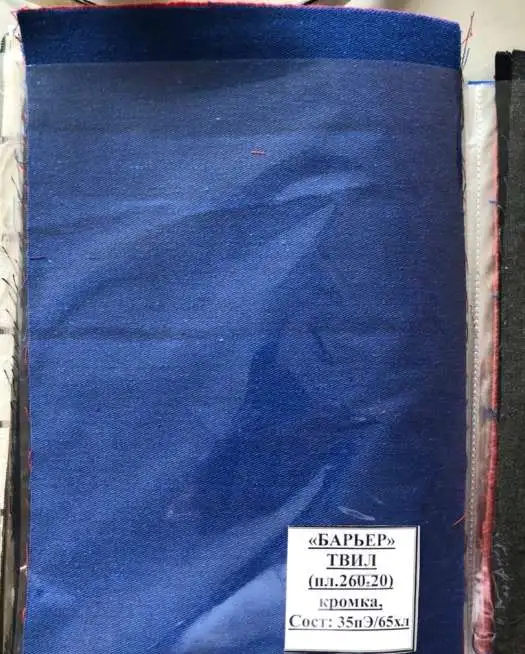 «БАРЬЕР»
ТВИЛ
(пл.260-20)
кромка.
Сост: 35пЭ/65хл